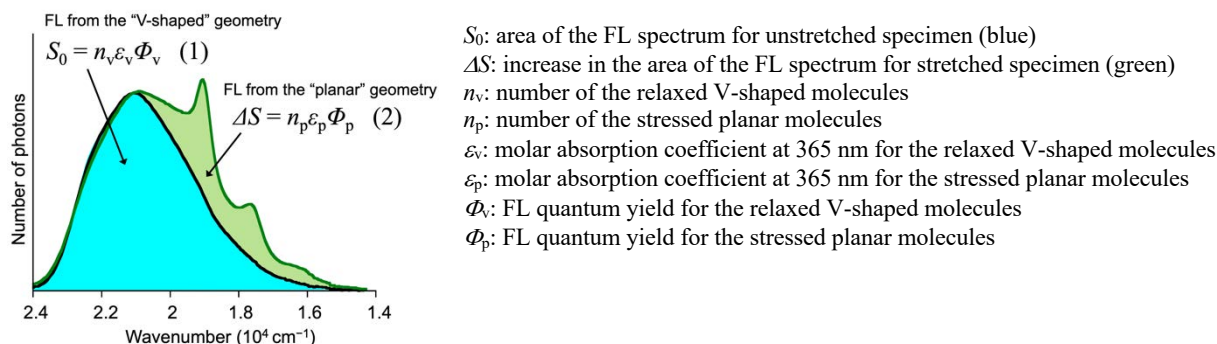 FL from the “V-shaped” geometry
S₀ = nᵥεᵥΦᵥ (1)
FL from the “planar” geometry
ΔS = nₚεₚΦₚ (2)
Number of photons
2.4 2.2 2 1.8 1.6 1.4
Wavenumber (10⁴ cm⁻¹)
S₀: area of the FL spectrum for unstretched specimen (blue)
ΔS: increase in the area of the FL spectrum for stretched specimen (green)
nᵥ: number of the relaxed V-shaped molecules
nₚ: number of the stressed planar molecules
εᵥ: molar absorption coefficient at 365 nm for the relaxed V-shaped molecules
εₚ: molar absorption coefficient at 365 nm for the stressed planar molecules
Φᵥ: FL quantum yield for the relaxed V-shaped molecules
Φₚ: FL quantum yield for the stressed planar molecules